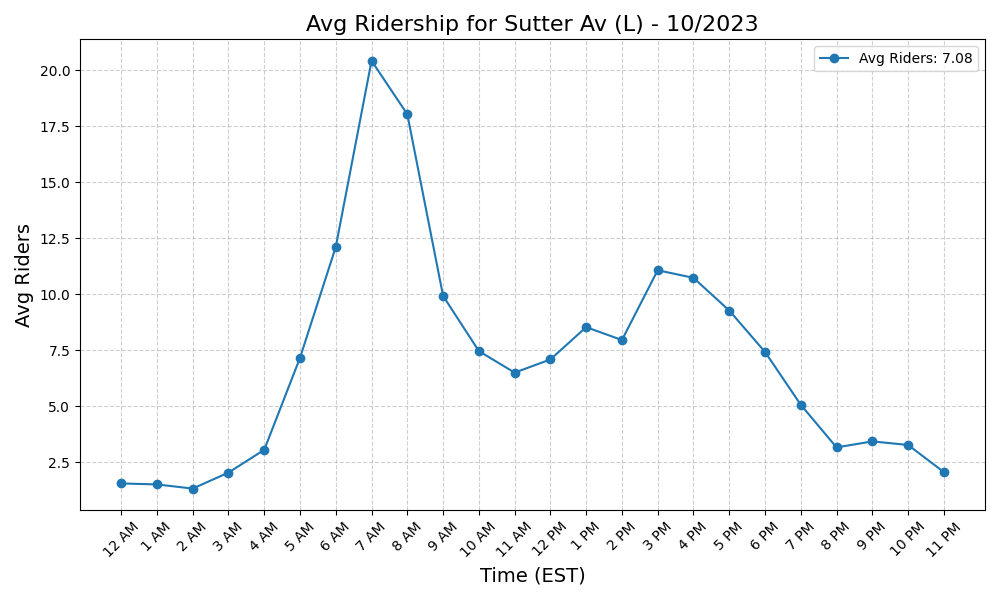 Avg Ridership for Sutter Av (L) - 10/2023
Avg Riders: 7.08
Avg Riders
20.0
17.5
15.0
12.5
10.0
7.5
5.0
2.5
12 AM
1 AM
2 AM
3 AM
4 AM
5 AM
6 AM
7 AM
8 AM
9 AM
10 AM
11 AM
12 PM
1 PM
2 PM
3 PM
4 PM
5 PM
6 PM
7 PM
8 PM
9 PM
10 PM
11 PM
Time (EST)